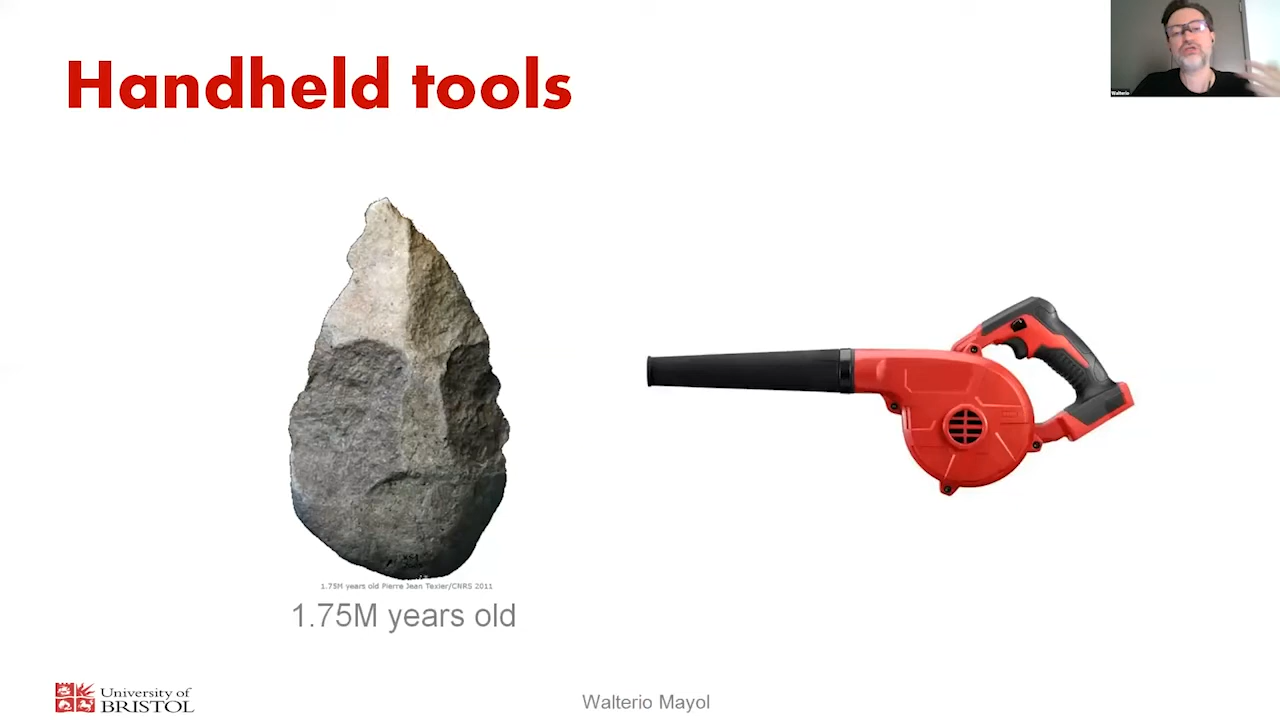 Handheld tools
Walterio
1.75M years old Pierre Jean Texier/CNRS 2011
1.75M years old
University of
BRISTOL
Walterio Mayol